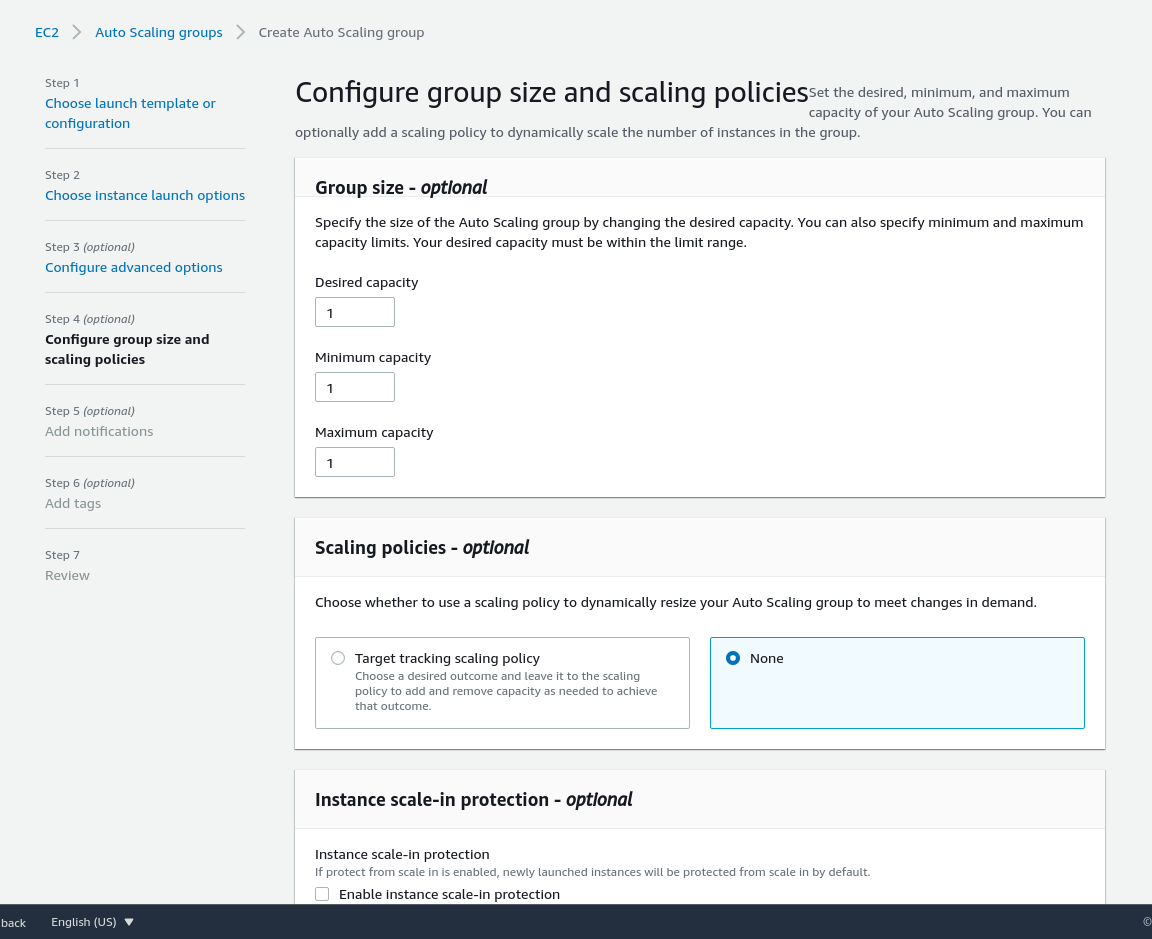 EC2 Auto Scaling groups Create Auto Scaling group
Step 1
Choose launch template or
configuration
Step 2
Choose instance launch options
Step 3 (optional)
Configure advanced options
Step 4 (optional)
Configure group size and
scaling policies
Step 5 (optional)
Add notifications
Step 6 (optional)
Add tags
Step 7
Review
Configure group size and scaling policies Set the desired, minimum, and maximum
capacity of your Auto Scaling group. You can
optionally add a scaling policy to dynamically scale the number of instances in the group.
Group size - optional
Specify the size of the Auto Scaling group by changing the desired capacity. You can also specify minimum and maximum
capacity limits. Your desired capacity must be within the limit range.
Desired capacity
1
Minimum capacity
1
Maximum capacity
1
Scaling policies - optional
Choose whether to use a scaling policy to dynamically resize your Auto Scaling group to meet changes in demand.
Target tracking scaling policy
Choose a desired outcome and leave it to the scaling
policy to add and remove capacity as needed to achieve
that outcome.
None
Instance scale-in protection - optional
Instance scale-in protection
If protect from scale in is enabled, newly launched instances will be protected from scale in by default.
Enable instance scale-in protection
back English (US) ©